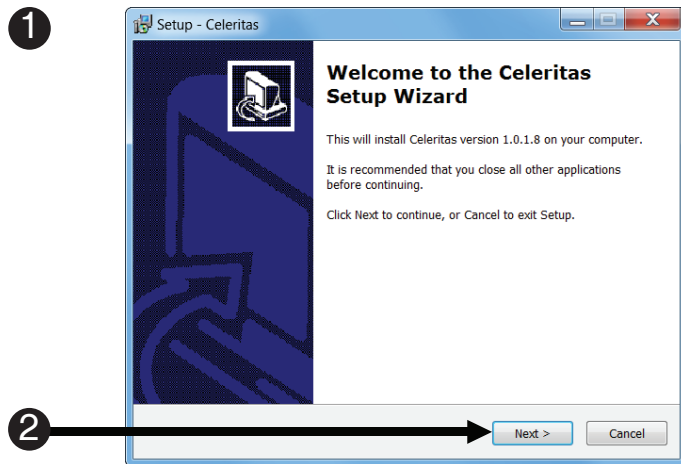 1
Setup - Celeritas
Welcome to the Celeritas
Setup Wizard
This will install Celeritas version 1.0.1.8 on your computer.
It is recommended that you close all other applications
before continuing.
Click Next to continue, or Cancel to exit Setup.
2
Next >
Cancel